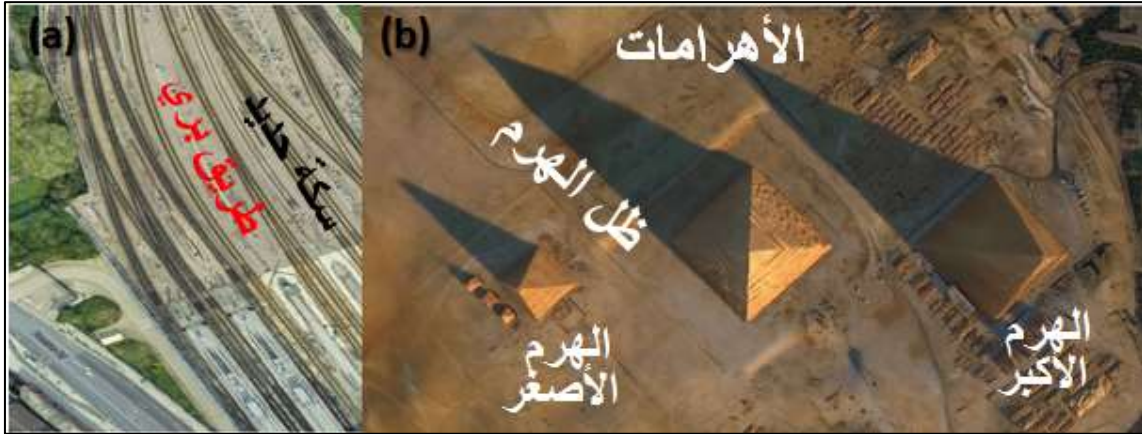 (a)
طريق بري
سكة حديد
(b)
الأهرامات
ظل الهرم
الهرم
الأصغر
الهرم
الأكبر